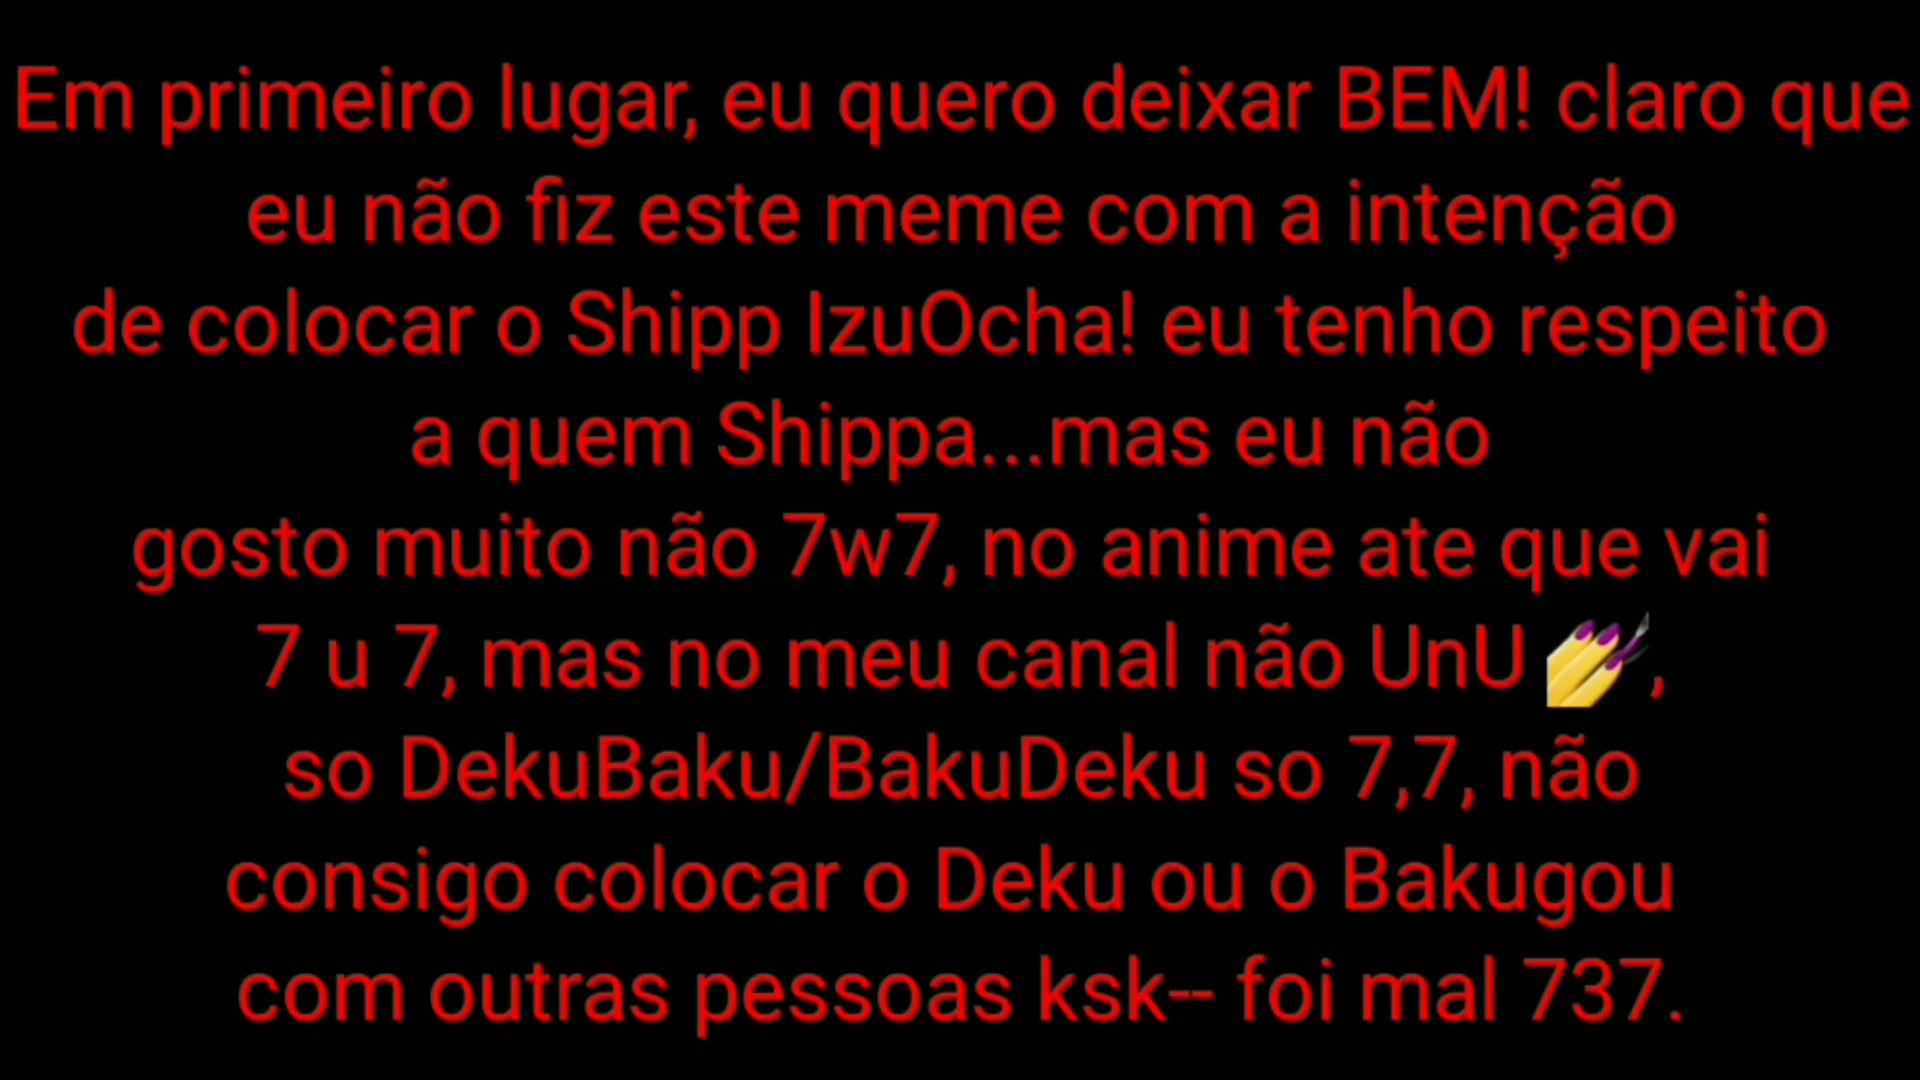 Em primeiro lugar, eu quero deixar BEM! claro que
eu não fiz este meme com a intenção
de colocar o Shipp IzuOcha! eu tenho respeito
a quem Shippa...mas eu não
gosto muito não 7w7, no anime ate que vai
7 u 7, mas no meu canal não UnU 💅,
so DekuBaku/BakuDeku so 7,7, não
consigo colocar o Deku ou o Bakugou
com outras pessoas ksk-- foi mal 737.